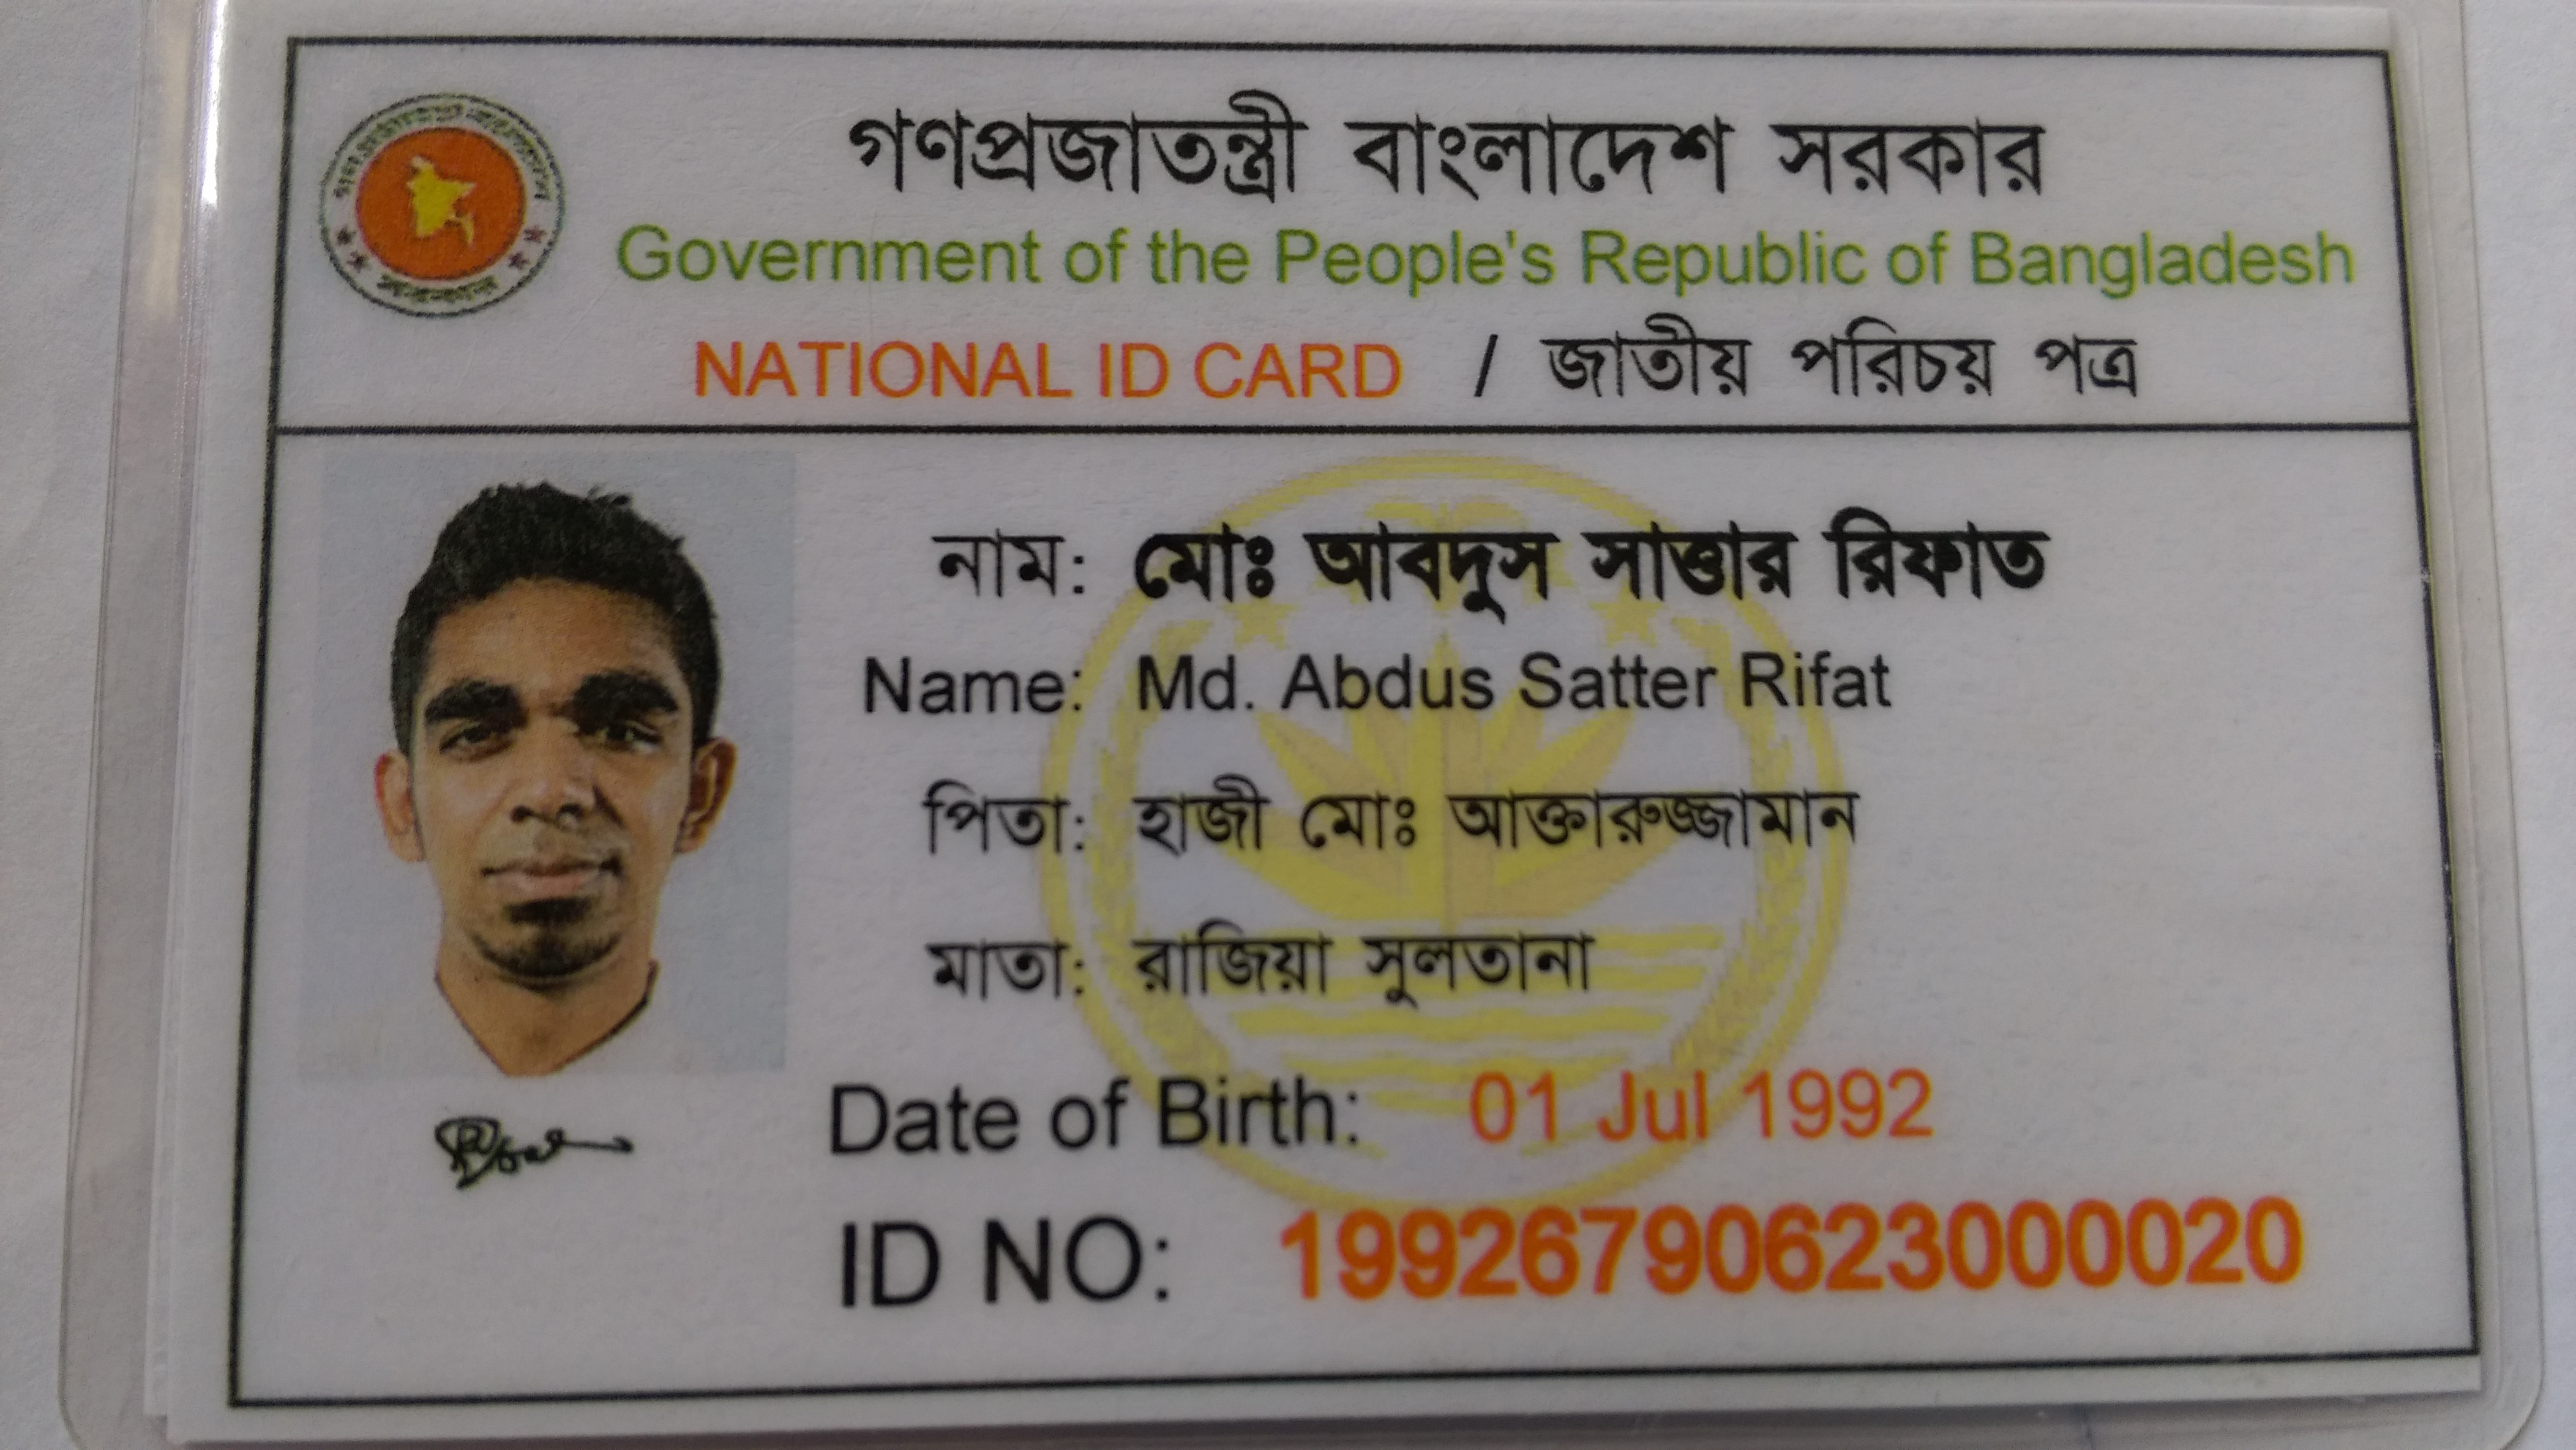 গণপ্রজাতন্ত্রী বাংলাদেশ সরকার
Government of the People's Republic of Bangladesh
NATIONAL ID CARD / জাতীয় পরিচয় পত্র
নাম: মোঃ আবদুস সাত্তার রিফাত
Name: Md. Abdus Satter Rifat
পিতা: হাজী মোঃ আক্তারুজ্জামান
মাতা: রাজিয়া সুলতানা
Date of Birth: 01 Jul 1992
ID NO: 19926790623000020